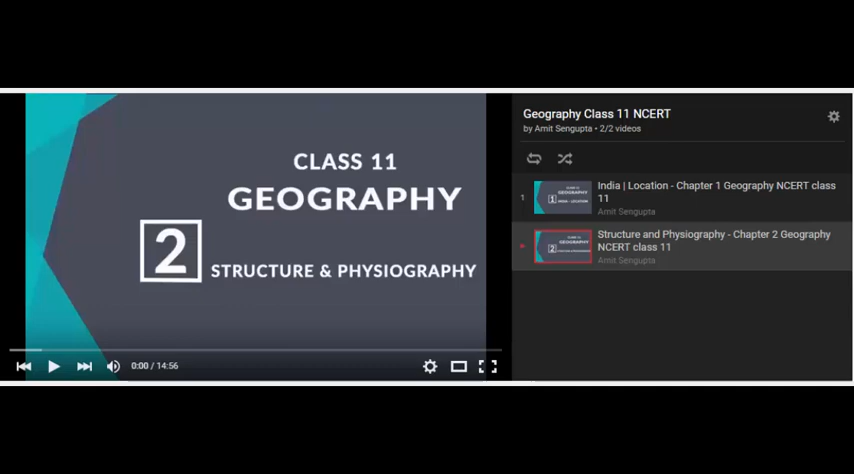 CLASS 11
GEOGRAPHY
2
STRUCTURE & PHYSIOGRAPHY
0:00 / 14:56
Geography Class 11 NCERT
by Amit Sengupta • 2/2 videos
1
India | Location - Chapter 1 Geography NCERT class
11
Amit Sengupta
Structure and Physiography - Chapter 2 Geography
NCERT class 11
Amit Sengupta